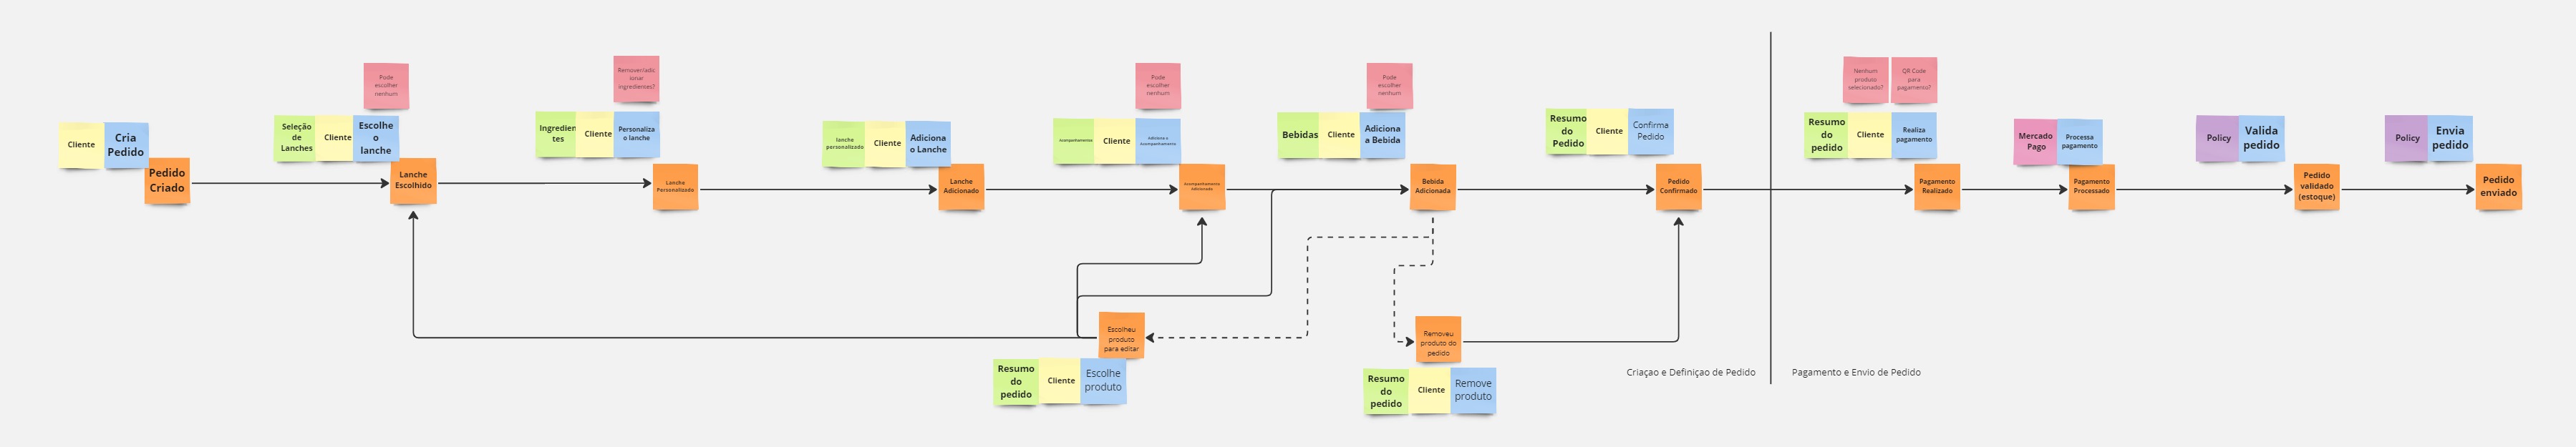 Cliente
Cria
Pedido
Pedido
Criado
Pode
escolher
nenhum
Seleção
de
Lanches
Cliente
Escolhe
o
lanche
Lanche
Escolhido
Remover/adic
ionar
ingredientes?
Ingredien
tes
Cliente
Personaliza
o lanche
Lanche
Personalizado
lanche
personalizado
Cliente
Adiciona
o Lanche
Lanche
Adicionado
Pode
escolher
nenhum
Acompanhamentos
Cliente
Adiciona o
Acompanhamento
Acompanhamento
Adicionado
Pode
escolher
nenhum
Bebidas
Cliente
Adiciona
a Bebida
Bebida
Adicionada
Resumo
do
Pedido
Cliente
Confirma
Pedido
Pedido
Confirmado
Nenhum
produto
selecionado?
QR Code
para
pagamento?
Resumo
do
pedido
Cliente
Realiza
pagamento
Pagamento
Realizado
Mercado
Pago
Processa
pagamento
Pagamento
Processado
Policy
Valida
pedido
Pedido
validado
(estoque)
Policy
Envia
pedido
Pedido
enviado
Escolheu
produto
para editar
Resumo
do
pedido
Cliente
Escolhe
produto
Removeu
produto do
pedido
Resumo
do
pedido
Cliente
Remove
produto
Criaçao e Definiçao de Pedido
Pagamento e Envio de Pedido